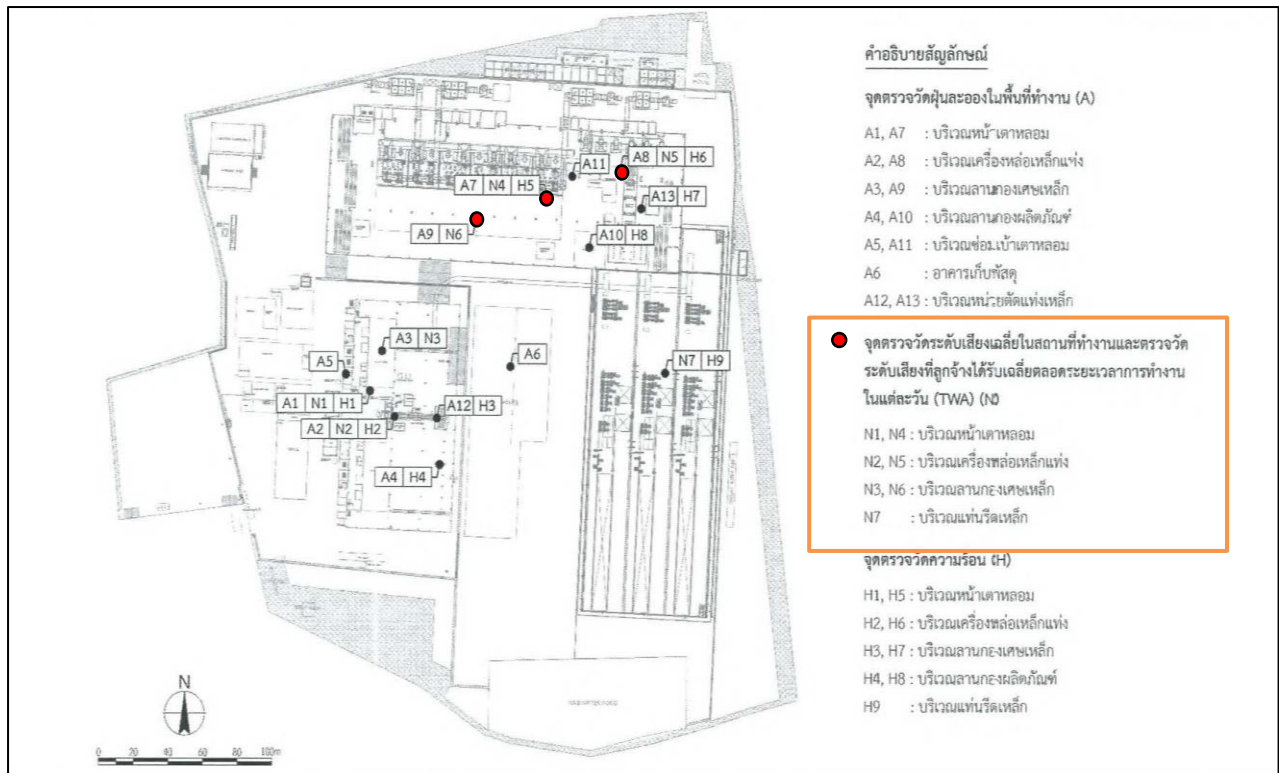 A11
A8 N5 H6
A7 N4 H5
A13 H7
A9 N6
A10 H8
A3 N3
A5
A6
N7 H9
A1 N1 H1
A12 H3
A2 N2 H2
A4 H4
N
0 20 40 60 80 100m
คำอธิบายสัญลักษณ์
จุดตรวจวัดฝุ่นละอองในพื้นที่ทำงาน (A)
A1, A7 : บริเวณหน้าเตาหลอม
A2, A8 : บริเวณเครื่องหล่อเหล็กแท่ง
A3, A9 : บริเวณลานกองเศษเหล็ก
A4, A10 : บริเวณลานกองผลิตภัณฑ์
A5, A11 : บริเวณซ่อมเบ้าเตาหลอม
A6 : อาคารเก็บพัสดุ
A12, A13 : บริเวณหน่วยตัดแท่งเหล็ก
จุดตรวจวัดระดับเสียงเฉลี่ยในสถานที่ทำงานและตรวจวัด
ระดับเสียงที่ลูกจ้างได้รับเฉลี่ยตลอดระยะเวลาการทำงาน
ในแต่ละวัน (TWA) (N)
N1, N4 : บริเวณหน้าเตาหลอม
N2, N5 : บริเวณเครื่องหล่อเหล็กแท่ง
N3, N6 : บริเวณลานกองเศษเหล็ก
N7 : บริเวณแท่นรีดเหล็ก
จุดตรวจวัดความร้อน (H)
H1, H5 : บริเวณหน้าเตาหลอม
H2, H6 : บริเวณเครื่องหล่อเหล็กแท่ง
H3, H7 : บริเวณลานกองเศษเหล็ก
H4, H8 : บริเวณลานกองผลิตภัณฑ์
H9 : บริเวณแท่นรีดเหล็ก